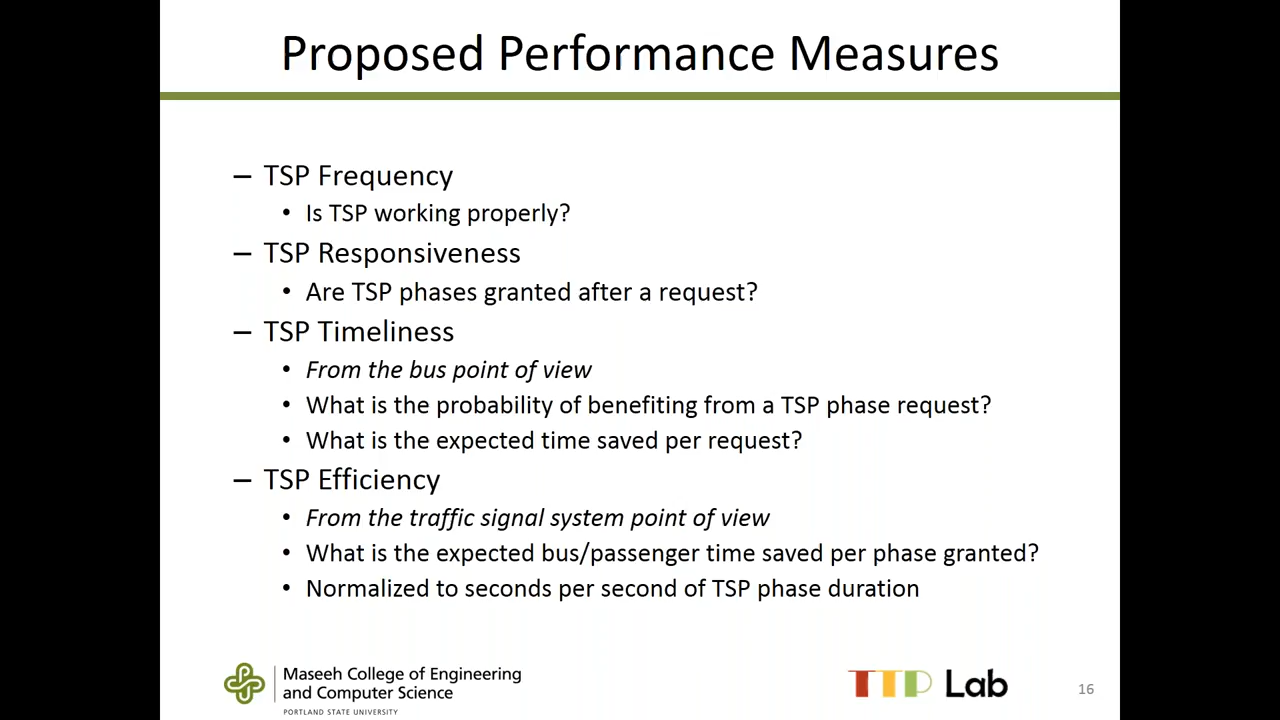 Proposed Performance Measures
– TSP Frequency
• Is TSP working properly?
– TSP Responsiveness
• Are TSP phases granted after a request?
– TSP Timeliness
• From the bus point of view
• What is the probability of benefiting from a TSP phase request?
• What is the expected time saved per request?
– TSP Efficiency
• From the traffic signal system point of view
• What is the expected bus/passenger time saved per phase granted?
• Normalized to seconds per second of TSP phase duration
Maseeh College of Engineering
and Computer Science
PORTLAND STATE UNIVERSITY
TTP Lab
16